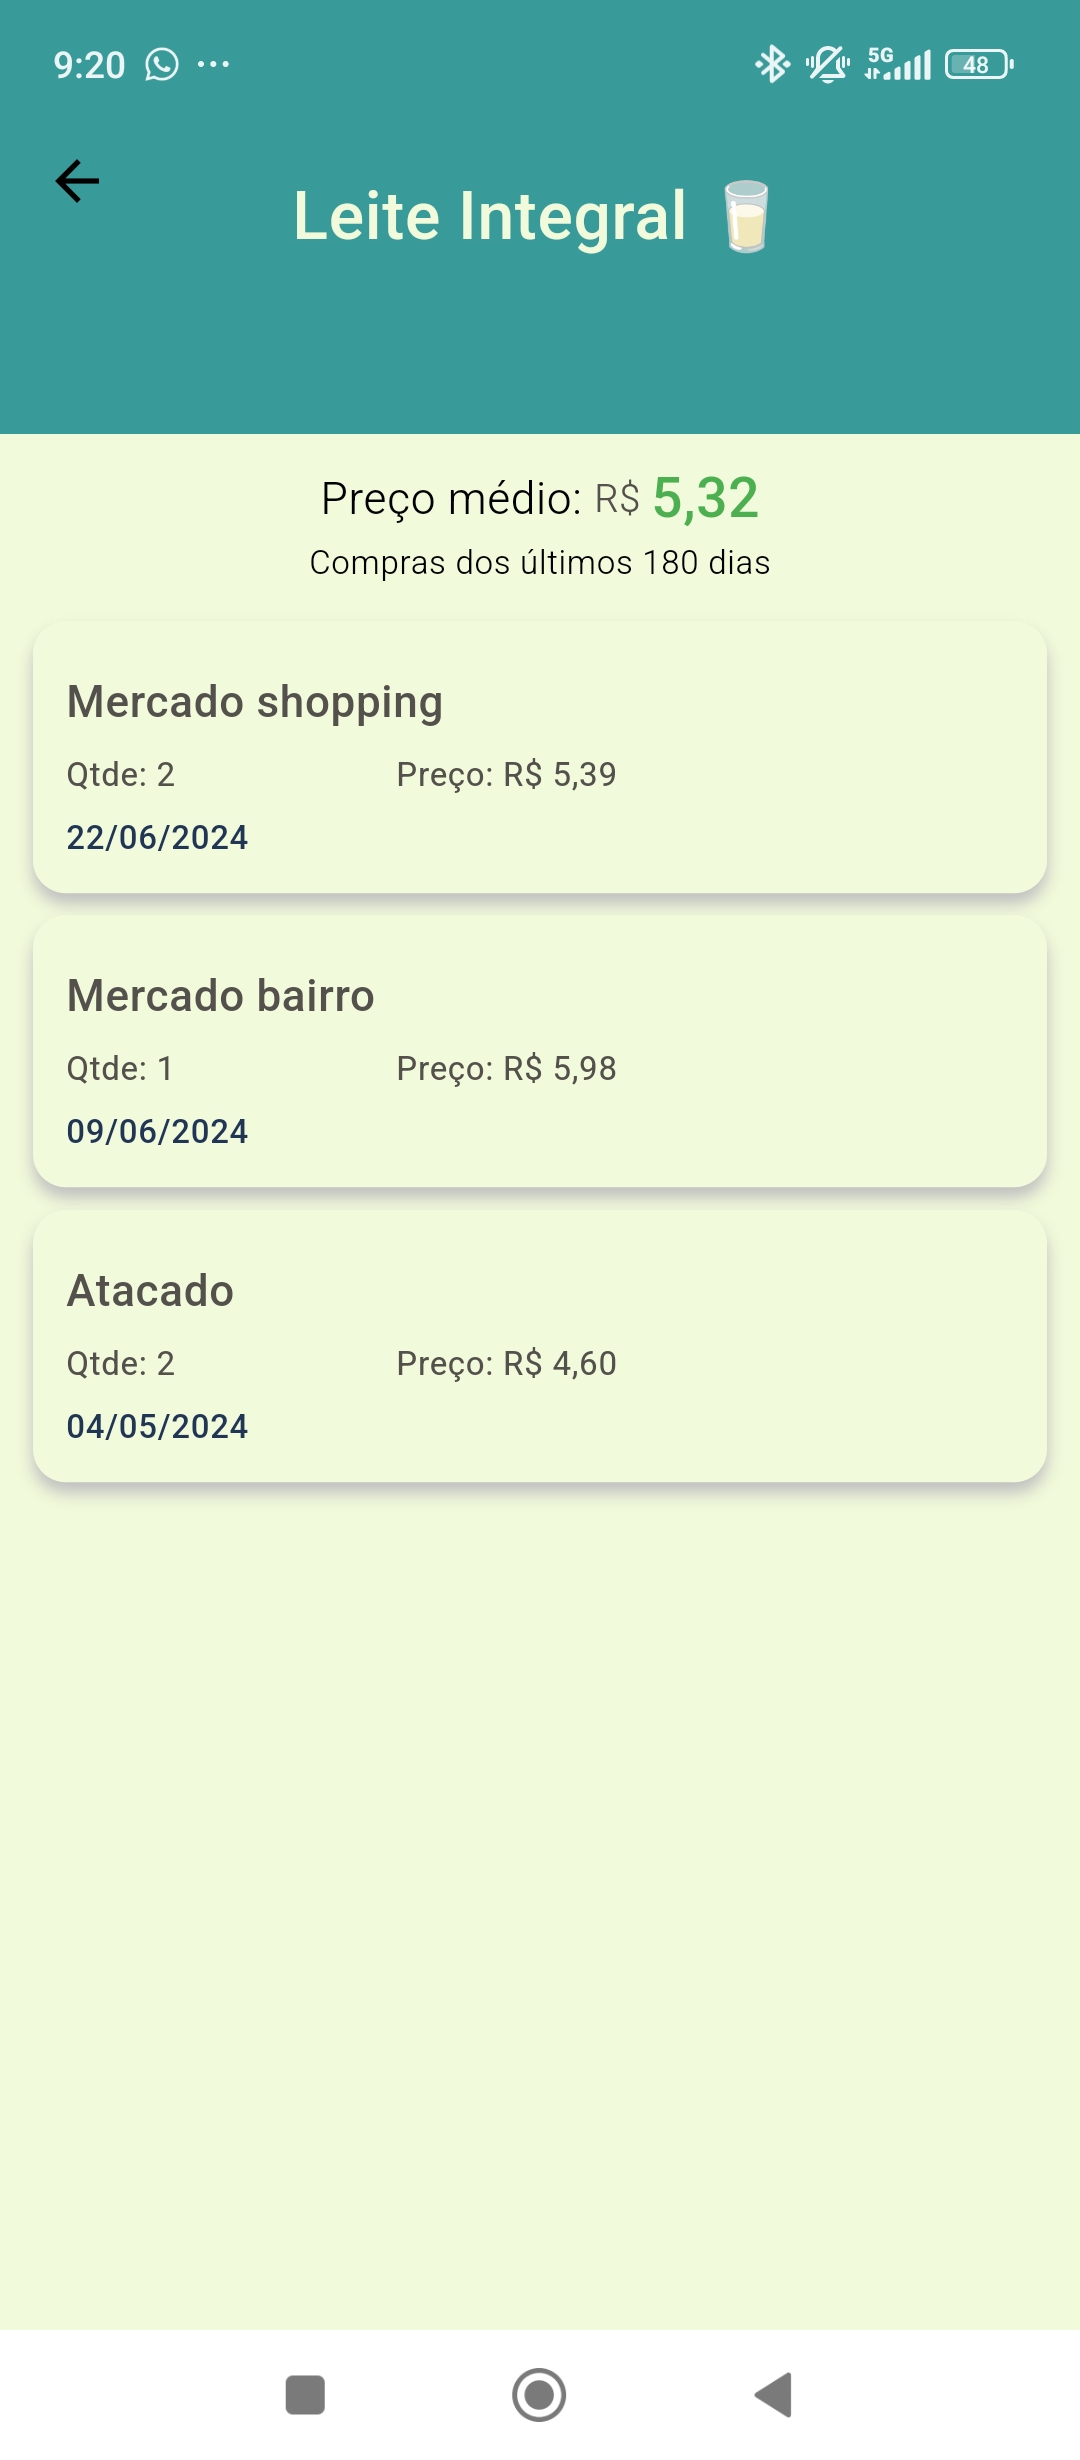 9:20 5G 48
Leite Integral
Preço médio: R$ 5,32
Compras dos últimos 180 dias
Mercado shopping
Qtde: 2 Preço: R$ 5,39
22/06/2024
Mercado bairro
Qtde: 1 Preço: R$ 5,98
09/06/2024
Atacado
Qtde: 2 Preço: R$ 4,60
04/05/2024